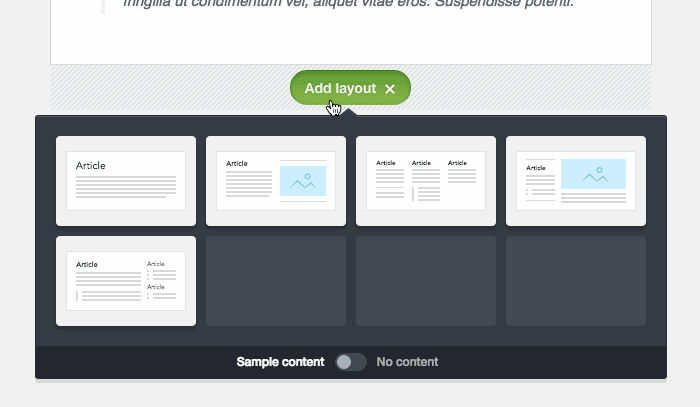 fringilla ut condimentum vel, aliquet vitae eros. Suspendisse potenti.
Add layout ×
Article
Article
Article Article Article
Article
Article
Article
Article
Sample content No content